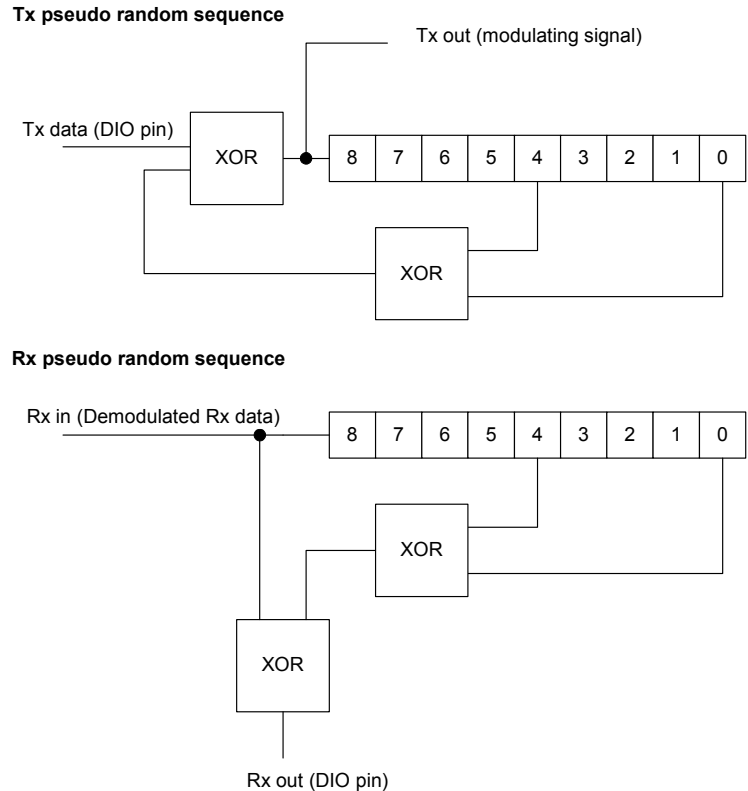 Tx pseudo random sequence
Tx out (modulating signal)
Tx data (DIO pin)
XOR
8 7 6 5 4 3 2 1 0
XOR
Rx pseudo random sequence
Rx in (Demodulated Rx data)
8 7 6 5 4 3 2 1 0
XOR
XOR
Rx out (DIO pin)